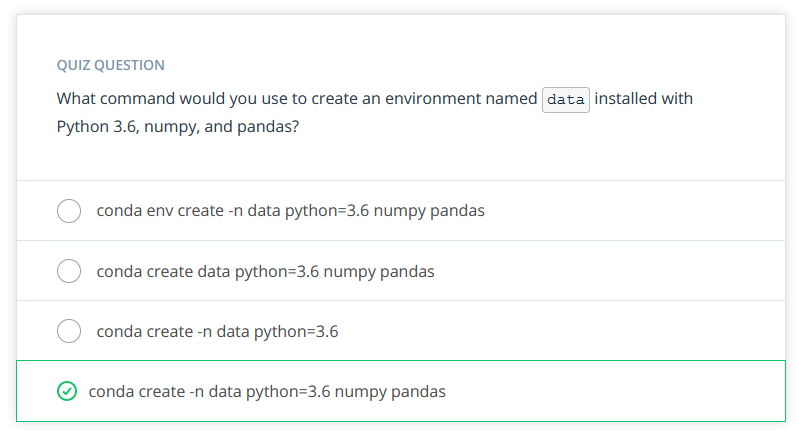 QUIZ QUESTION
What command would you use to create an environment named data installed with
Python 3.6, numpy, and pandas?
conda env create -n data python=3.6 numpy pandas
conda create data python=3.6 numpy pandas
conda create -n data python=3.6
conda create -n data python=3.6 numpy pandas